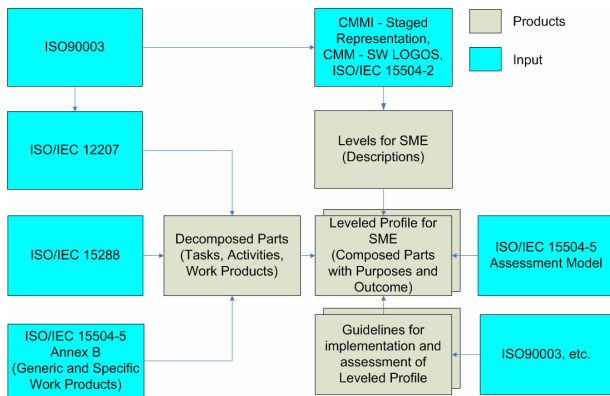 ISO90003
CMMI - Staged
Representation,
CMM - SW LOGOS,
ISO/IEC 15504-2
Products
Input
ISO/IEC 12207
Levels for SME
(Descriptions)
ISO/IEC 15288
Decomposed Parts
(Tasks, Activities,
Work Products)
Leveled Profile for
SME
(Composed Parts
with Purposes and
Outcome)
ISO/IEC 15504-5
Assessment Model
ISO/IEC 15504-5
Annex B
(Generic and Specific
Work Products)
Guidelines for
implementation and
assessment of
Leveled Profile
ISO90003, etc.